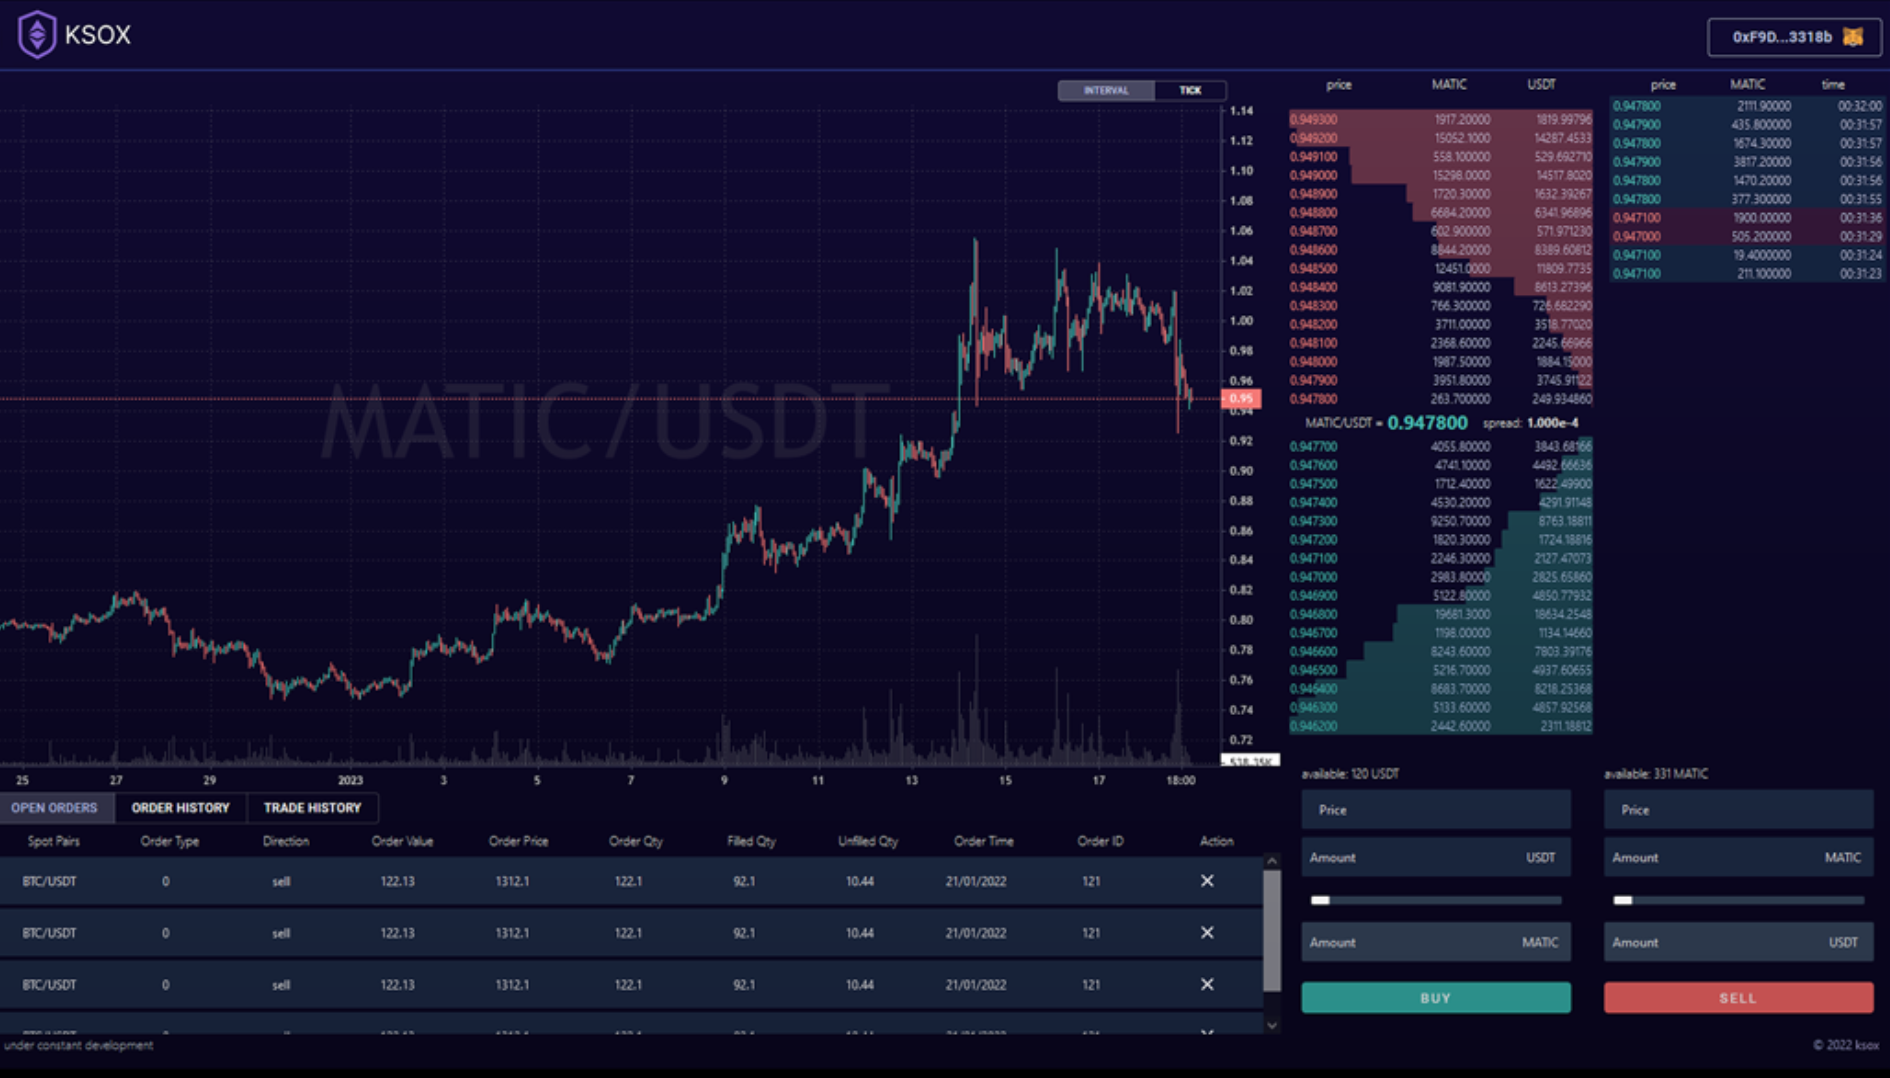 KSOX
0xF9D...3318b
INTERVAL TICK
MATIC/USDT
1.14
1.12
1.10
1.08
1.06
1.04
1.02
1.00
0.98
0.96
0.95
0.94
0.92
0.90
0.88
0.86
0.84
0.82
0.80
0.78
0.76
0.74
0.72
25 27 29 2023 3 5 7 9 11 13 15 17 18:00
price MATIC USDT
0.949300 1917.20000 1819.99796
0.949200 15052.1000 14287.4533
0.949100 558.100000 529.692710
0.949000 15298.0000 14517.8020
0.948900 1720.30000 1632.39267
0.948800 6684.20000 6341.96896
0.948700 602.900000 571.971230
0.948600 8844.20000 8389.60812
0.948500 12451.0000 11809.7735
0.948400 9081.90000 8613.27396
0.948300 766.300000 726.682290
0.948200 3711.00000 3518.77020
0.948100 2368.60000 2245.66966
0.948000 1987.50000 1884.15000
0.947900 3951.80000 3745.91122
0.947800 263.700000 249.934860
MATIC/USDT = 0.947800 spread: 1.000e-4
0.947700 4055.80000 3843.68166
0.947600 4741.10000 4492.66636
0.947500 1712.40000 1622.49900
0.947400 4530.20000 4291.91148
0.947300 9250.70000 8763.18811
0.947200 1820.30000 1724.18816
0.947100 2246.30000 2127.47073
0.947000 2983.80000 2825.65860
0.946900 5122.80000 4850.77932
0.946800 19681.3000 18634.2548
0.946700 1198.00000 1134.14660
0.946600 8243.60000 7803.39176
0.946500 5216.70000 4937.60655
0.946400 8683.70000 8218.25368
0.946300 5133.60000 4857.92568
0.946200 2442.60000 2311.18812
price MATIC time
0.947800 2111.90000 00:32:00
0.947900 435.800000 00:31:57
0.947800 1674.30000 00:31:57
0.947900 3817.20000 00:31:56
0.947800 1470.20000 00:31:56
0.947800 377.300000 00:31:55
0.947100 1900.00000 00:31:36
0.947000 505.200000 00:31:29
0.947100 19.4000000 00:31:24
0.947100 211.100000 00:31:23
OPEN ORDERS ORDER HISTORY TRADE HISTORY
Spot Pairs Order Type Direction Order Value Order Price Order Qty Filled Qty Unfilled Qty Order Time Order ID Action
BTC/USDT 0 sell 122.13 1312.1 122.1 92.1 10.44 21/01/2022 121 ✕
BTC/USDT 0 sell 122.13 1312.1 122.1 92.1 10.44 21/01/2022 121 ✕
BTC/USDT 0 sell 122.13 1312.1 122.1 92.1 10.44 21/01/2022 121 ✕
available: 120 USDT
Price
Amount USDT
Amount MATIC
BUY
available: 331 MATIC
Price
Amount MATIC
Amount USDT
SELL
under constant development
© 2022 ksox